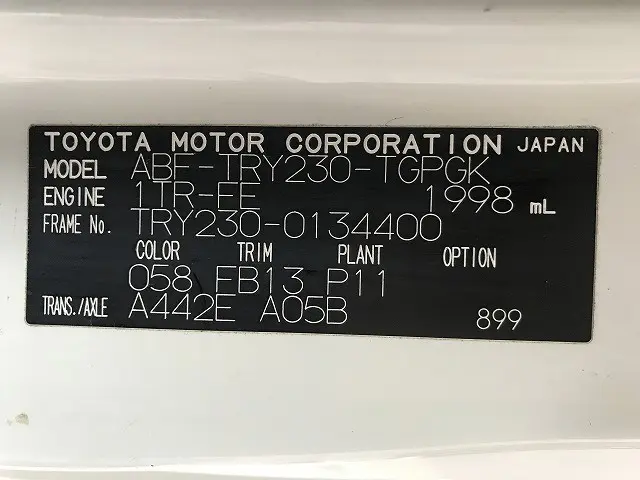 TOYOTA MOTOR CORPORATION JAPAN
MODEL ABF-TRY230-TGPGK
ENGINE 1TR-FE 1998 mL
FRAME No. TRY230-0134400
COLOR TRIM PLANT OPTION
058 FB13 P11
TRANS./AXLE A442E A05B 899